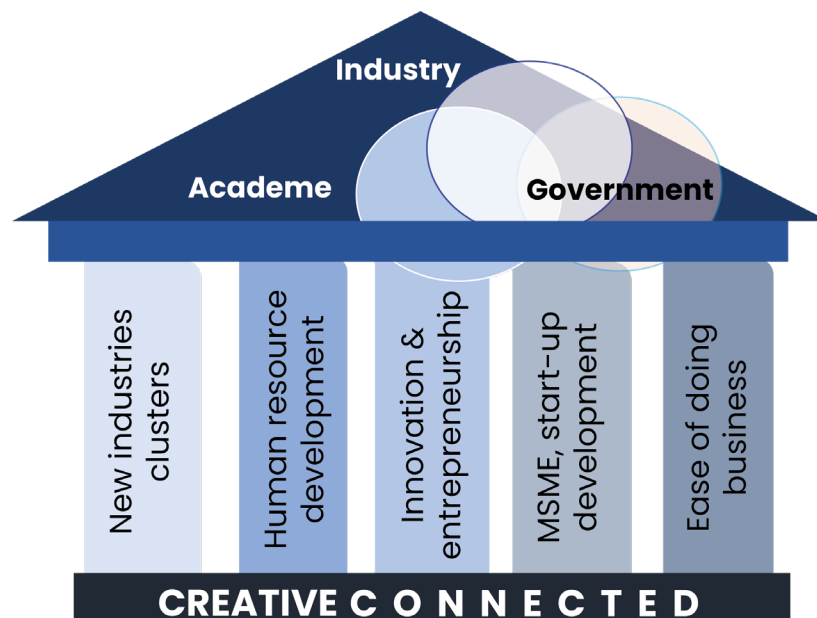 Industry
Academe
Government
New industries
clusters
Human resource
development
Innovation &
entrepreneurship
MSME, start-up
development
Ease of doing
business
CREATIVE CONNECTED